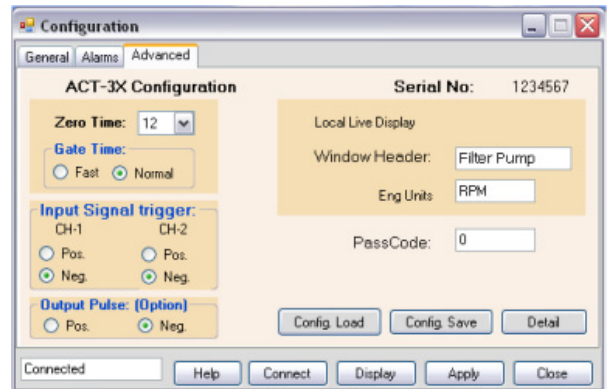 Configuration
General Alarms Advanced
ACT-3X Configuration
Serial No: 1234567
Zero Time: 12
Gate Time:
Fast Normal
Local Live Display
Window Header: Filter Pump
Eng Units RPM
Input Signal trigger:
CH-1 CH-2
Pos. Pos.
Neg. Neg.
PassCode: 0
Output Pulse: (Option)
Pos. Neg.
Config. Load Config. Save Detail
Connected Help Connect Display Apply Close